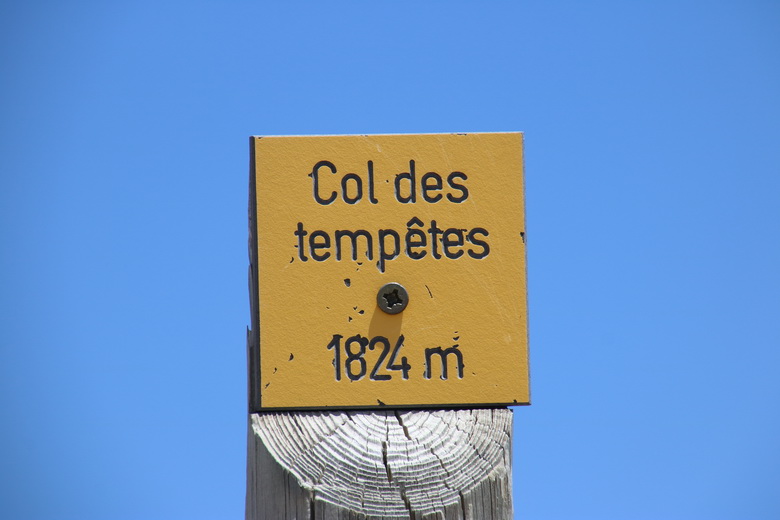 Col des
tempêtes
1824 m